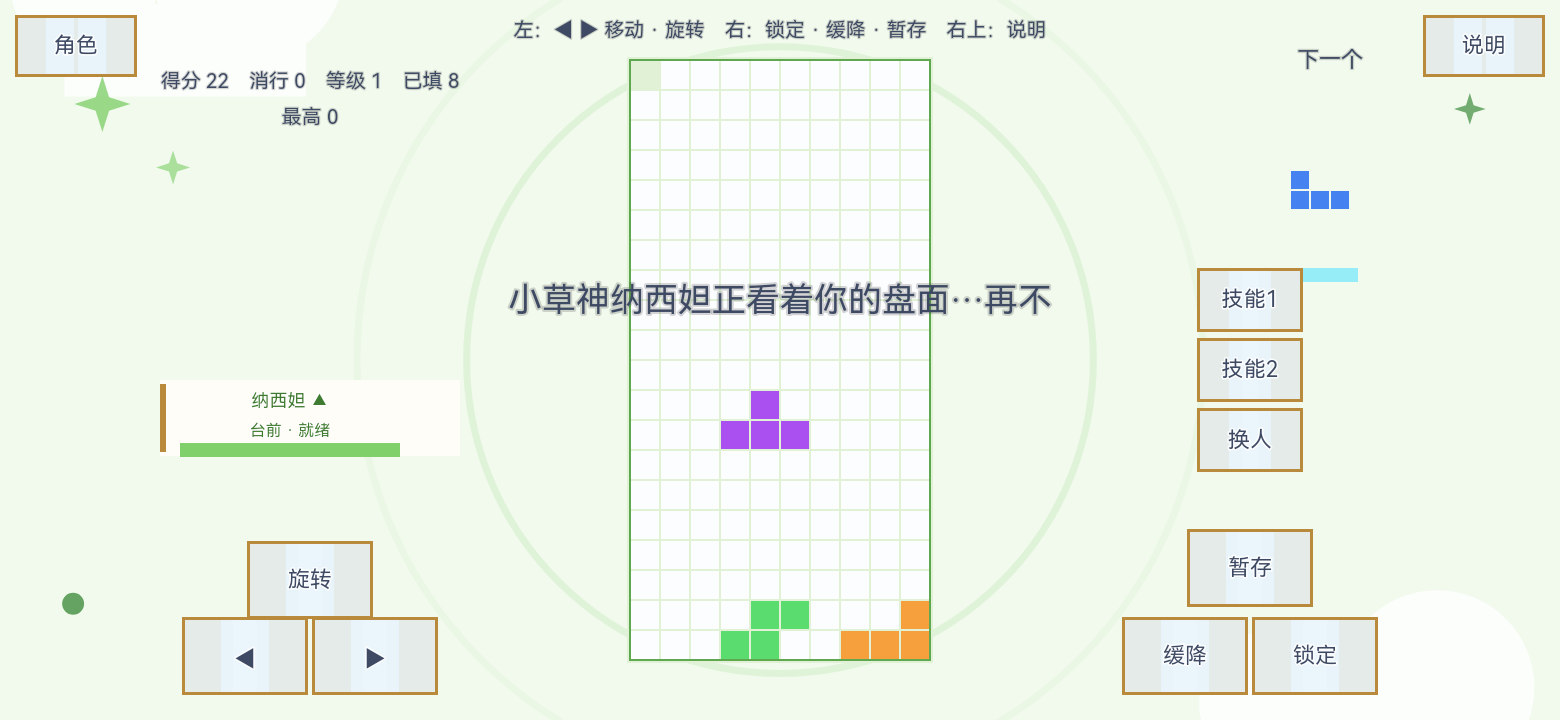 左: ◀ ▶ 移动 · 旋转 右: 锁定 · 缓降 · 暂存 右上: 说明
角色
说明
下一个
得分 22 消行 0 等级 1 已填 8
最高 0
小草神纳西妲正看着你的盘面…再不
技能1
技能2
换人
纳西妲 ▲
台前 · 就绪
旋转
◀
▶
暂存
缓降
锁定